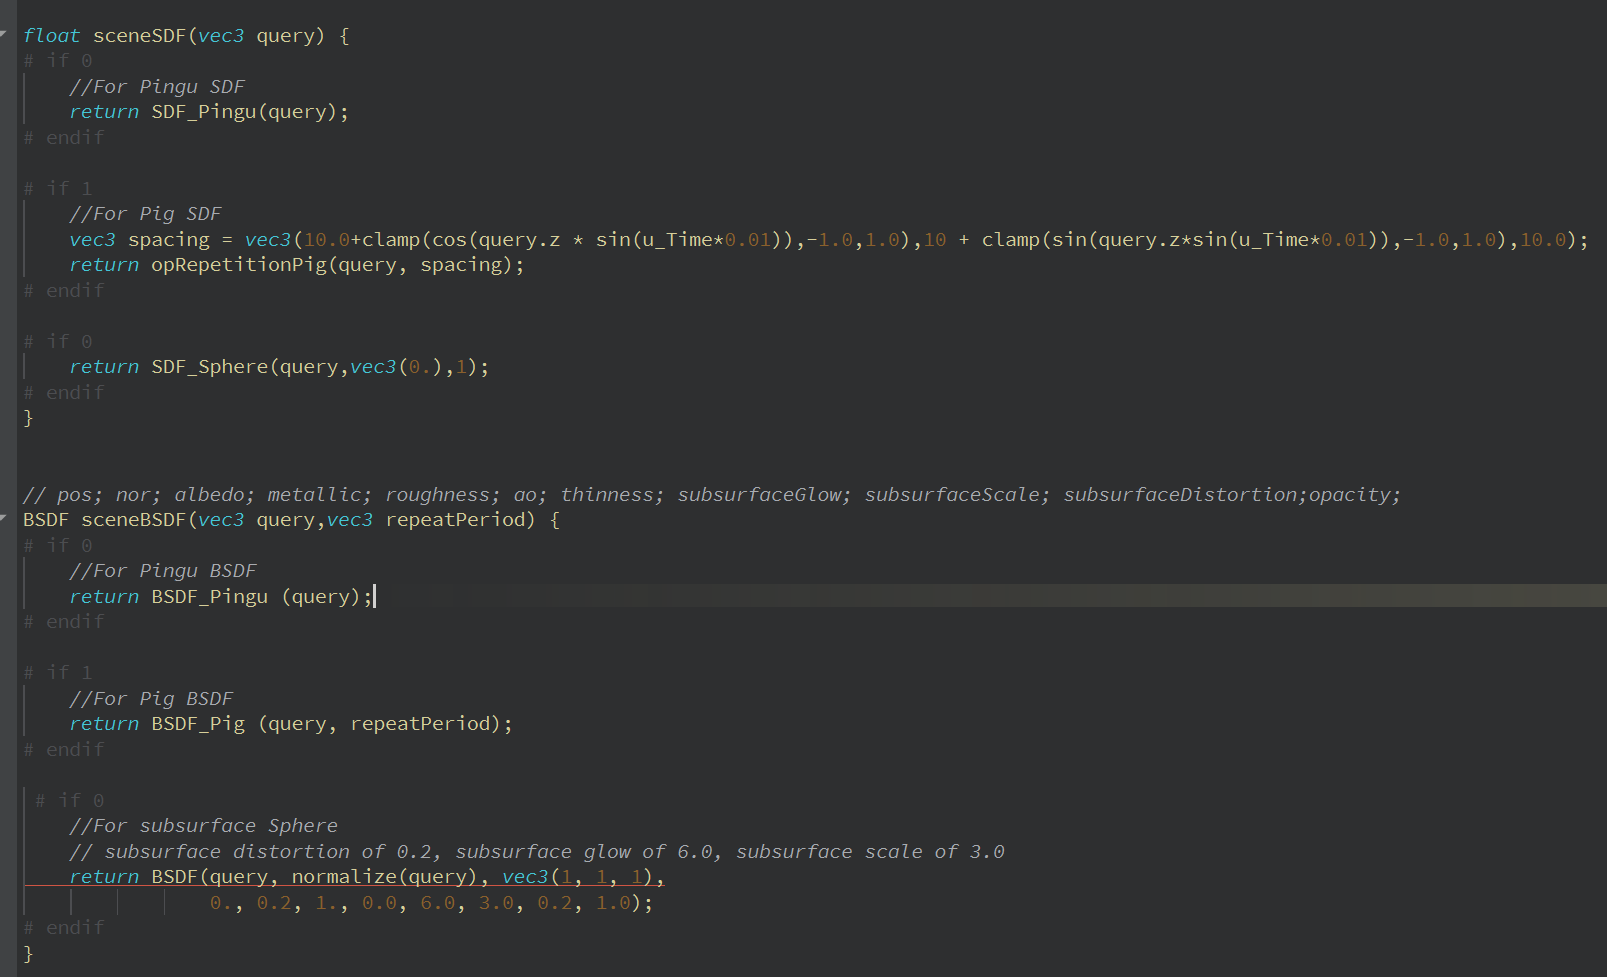 float sceneSDF(vec3 query) {
# if 0
//For Pingu SDF
return SDF_Pingu(query);
# endif
# if 1
//For Pig SDF
vec3 spacing = vec3(10.0+clamp(cos(query.z * sin(u_Time*0.01)),-1.0,1.0),10 + clamp(sin(query.z*sin(u_Time*0.01)),-1.0,1.0),10.0);
return opRepetitionPig(query, spacing);
# endif
# if 0
return SDF_Sphere(query,vec3(0.),1);
# endif
}
// pos; nor; albedo; metallic; roughness; ao; thinness; subsurfaceGlow; subsurfaceScale; subsurfaceDistortion;opacity;
BSDF sceneBSDF(vec3 query,vec3 repeatPeriod) {
# if 0
//For Pingu BSDF
return BSDF_Pingu (query);
# endif
# if 1
//For Pig BSDF
return BSDF_Pig (query, repeatPeriod);
# endif
# if 0
//For subsurface Sphere
// subsurface distortion of 0.2, subsurface glow of 6.0, subsurface scale of 3.0
return BSDF(query, normalize(query), vec3(1, 1, 1),
0., 0.2, 1., 0.0, 6.0, 3.0, 0.2, 1.0);
# endif
}